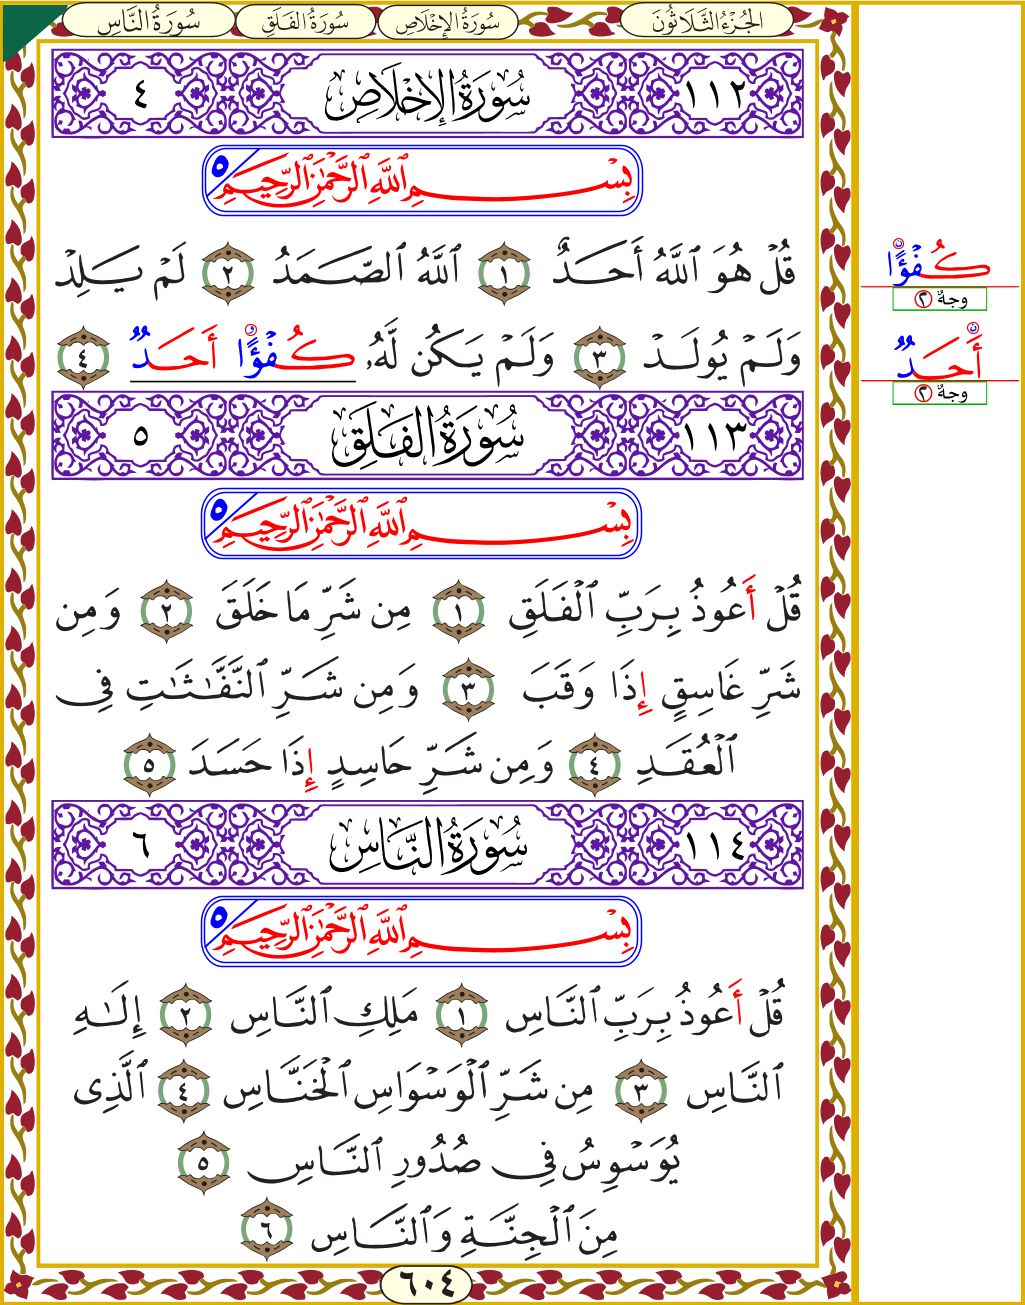 الجُزْءُ الثَّلَاثُونَ سُورَةُ الإِخْلَاصِ سُورَةُ الفَلَقِ سُورَةُ النَّاسِ
١١٢ سُورَةُ الإِخْلَاصِ ٤
بِسْمِ ٱللَّهِ ٱلرَّحْمَٰنِ ٱلرَّحِيمِ ٥
قُلْ هُوَ ٱللَّهُ أَحَدٌ ١ ٱللَّهُ ٱلصَّمَدُ ٢ لَمْ يَلِدْ
وَلَمْ يُولَدْ ٣ وَلَمْ يَكُن لَّهُۥ كُفْؤًا أَحَدٌ ٤
كُفْؤًا
وجهٌ ٢
أَحَدٌ
وجهٌ ٢
١١٣ سُورَةُ الفَلَقِ ٥
بِسْمِ ٱللَّهِ ٱلرَّحْمَٰنِ ٱلرَّحِيمِ ٥
قُلْ أَعُوذُ بِرَبِّ ٱلْفَلَقِ ١ مِن شَرِّ مَا خَلَقَ ٢ وَمِن
شَرِّ غَاسِقٍ إِذَا وَقَبَ ٣ وَمِن شَرِّ ٱلنَّفَّٰثَٰتِ فِى
ٱلْعُقَدِ ٤ وَمِن شَرِّ حَاسِدٍ إِذَا حَسَدَ ٥
١١٤ سُورَةُ النَّاسِ ٦
بِسْمِ ٱللَّهِ ٱلرَّحْمَٰنِ ٱلرَّحِيمِ ٥
قُلْ أَعُوذُ بِرَبِّ ٱلنَّاسِ ١ مَلِكِ ٱلنَّاسِ ٢ إِلَٰهِ
ٱلنَّاسِ ٣ مِن شَرِّ ٱلْوَسْوَاسِ ٱلْخَنَّاسِ ٤ ٱلَّذِى
يُوَسْوِسُ فِى صُدُورِ ٱلنَّاسِ ٥
مِنَ ٱلْجِنَّةِ وَٱلنَّاسِ ٦
٦٠٤